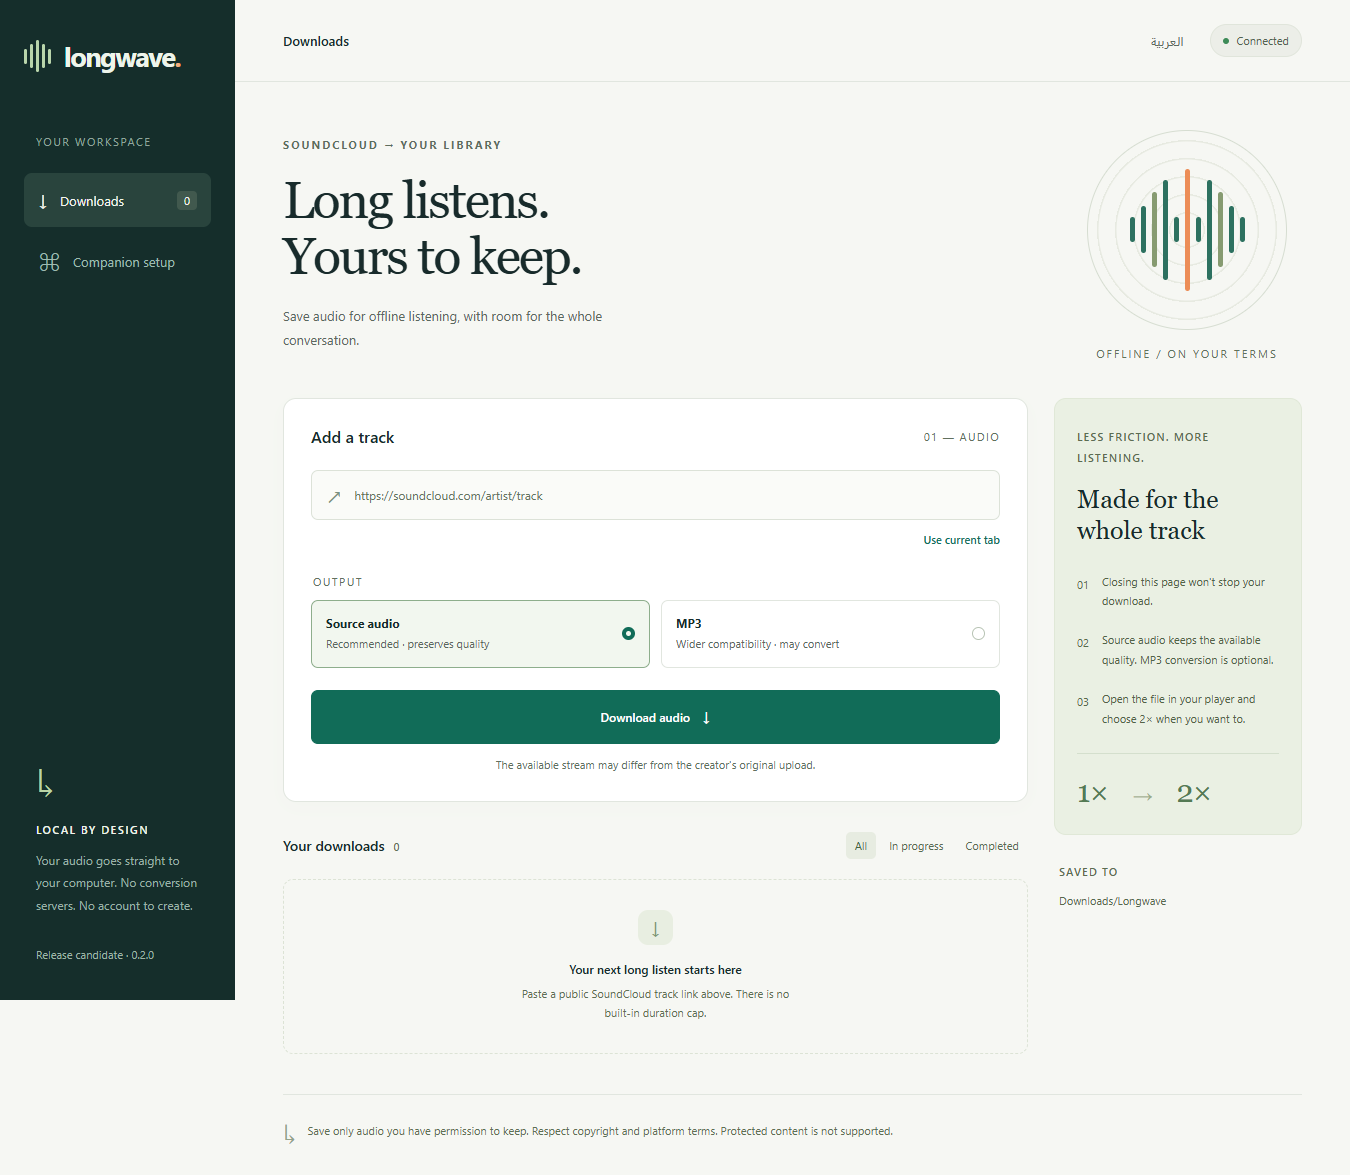 longwave.
YOUR WORKSPACE
↓ Downloads 0
⌘ Companion setup
↳
LOCAL BY DESIGN
Your audio goes straight to
your computer. No conversion
servers. No account to create.
Release candidate · 0.2.0
Downloads
العربية
Connected
SOUNDCLOUD → YOUR LIBRARY
Long listens.
Yours to keep.
Save audio for offline listening, with room for the whole
conversation.
OFFLINE / ON YOUR TERMS
Add a track
01 — AUDIO
↗ https://soundcloud.com/artist/track
Use current tab
OUTPUT
Source audio
Recommended · preserves quality
MP3
Wider compatibility · may convert
Download audio ↓
The available stream may differ from the creator's original upload.
LESS FRICTION. MORE
LISTENING.
Made for the
whole track
01 Closing this page won't stop your
download.
02 Source audio keeps the available
quality. MP3 conversion is optional.
03 Open the file in your player and
choose 2× when you want to.
1× → 2×
Your downloads 0
All In progress Completed
↓
Your next long listen starts here
Paste a public SoundCloud track link above. There is no
built-in duration cap.
SAVED TO
Downloads/Longwave
↳ Save only audio you have permission to keep. Respect copyright and platform terms. Protected content is not supported.